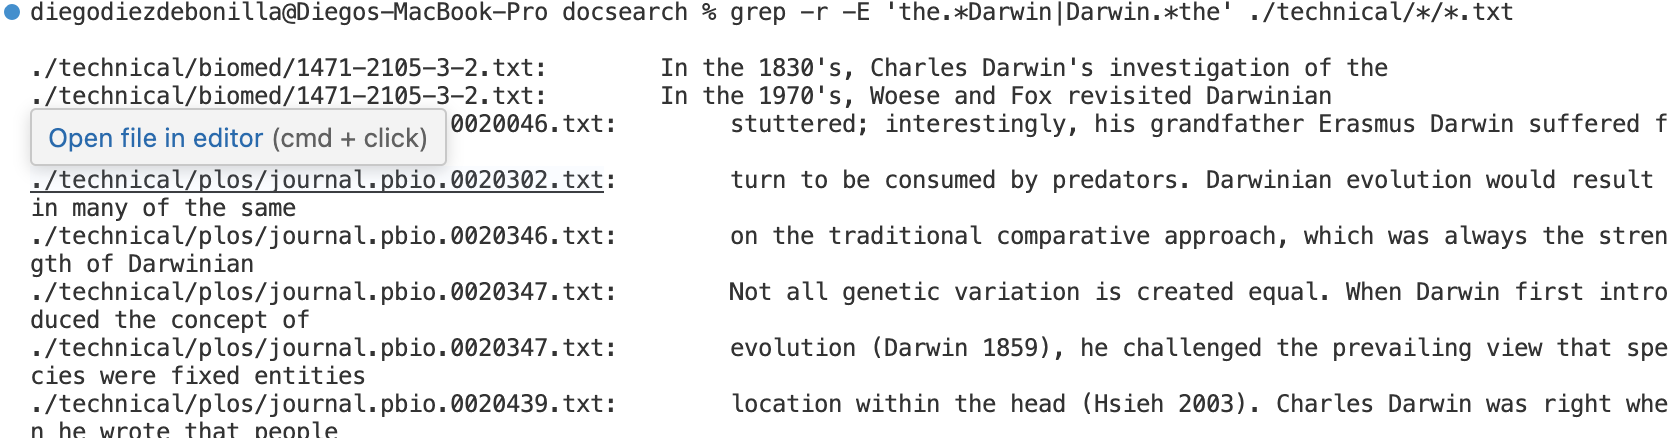 diegodiezdebonilla@Diegos-MacBook-Pro docsearch % grep -r -E 'the.*Darwin|Darwin.*the' ./technical/*/*.txt
./technical/biomed/1471-2105-3-2.txt:        In the 1830's, Charles Darwin's investigation of the
./technical/biomed/1471-2105-3-2.txt:        In the 1970's, Woese and Fox revisited Darwinian
0020046.txt:        stuttered; interestingly, his grandfather Erasmus Darwin suffered f
Open file in editor (cmd + click)
./technical/plos/journal.pbio.0020302.txt:        turn to be consumed by predators. Darwinian evolution would result
in many of the same
./technical/plos/journal.pbio.0020346.txt:        on the traditional comparative approach, which was always the stren
gth of Darwinian
./technical/plos/journal.pbio.0020347.txt:        Not all genetic variation is created equal. When Darwin first intro
duced the concept of
./technical/plos/journal.pbio.0020347.txt:        evolution (Darwin 1859), he challenged the prevailing view that spe
cies were fixed entities
./technical/plos/journal.pbio.0020439.txt:        location within the head (Hsieh 2003). Charles Darwin was right whe
n he wrote that people